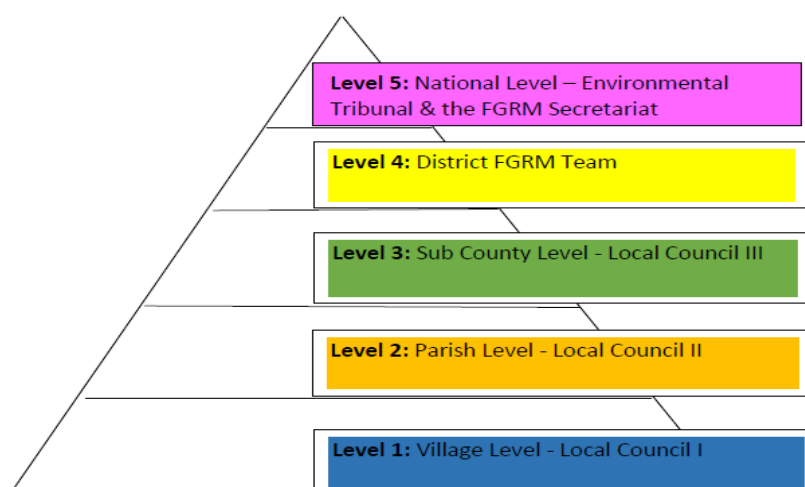 Level 5: National Level – Environmental
Tribunal & the FGRM Secretariat
Level 4: District FGRM Team
Level 3: Sub County Level - Local Council III
Level 2: Parish Level - Local Council II
Level 1: Village Level - Local Council I